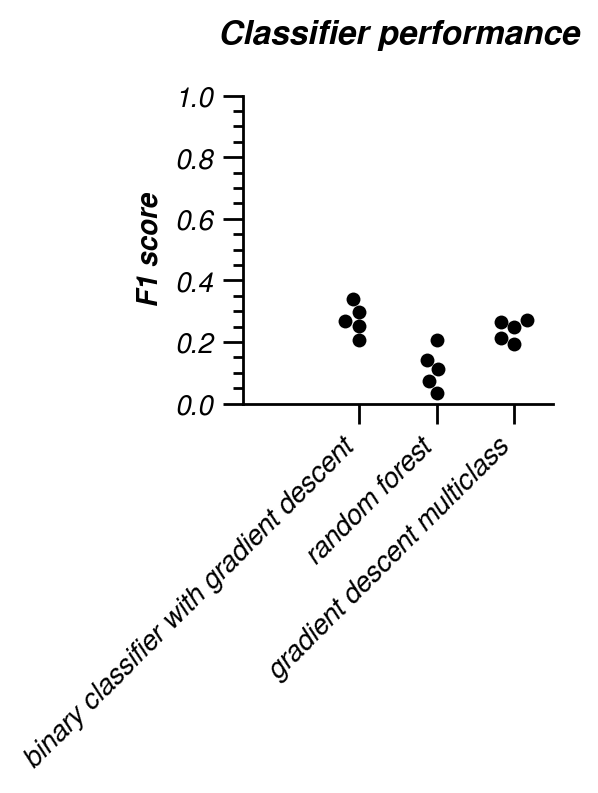 Classifier performance
F1 score
1.0
0.8
0.6
0.4
0.2
0.0
binary classifier with gradient descent
random forest
gradient descent multiclass